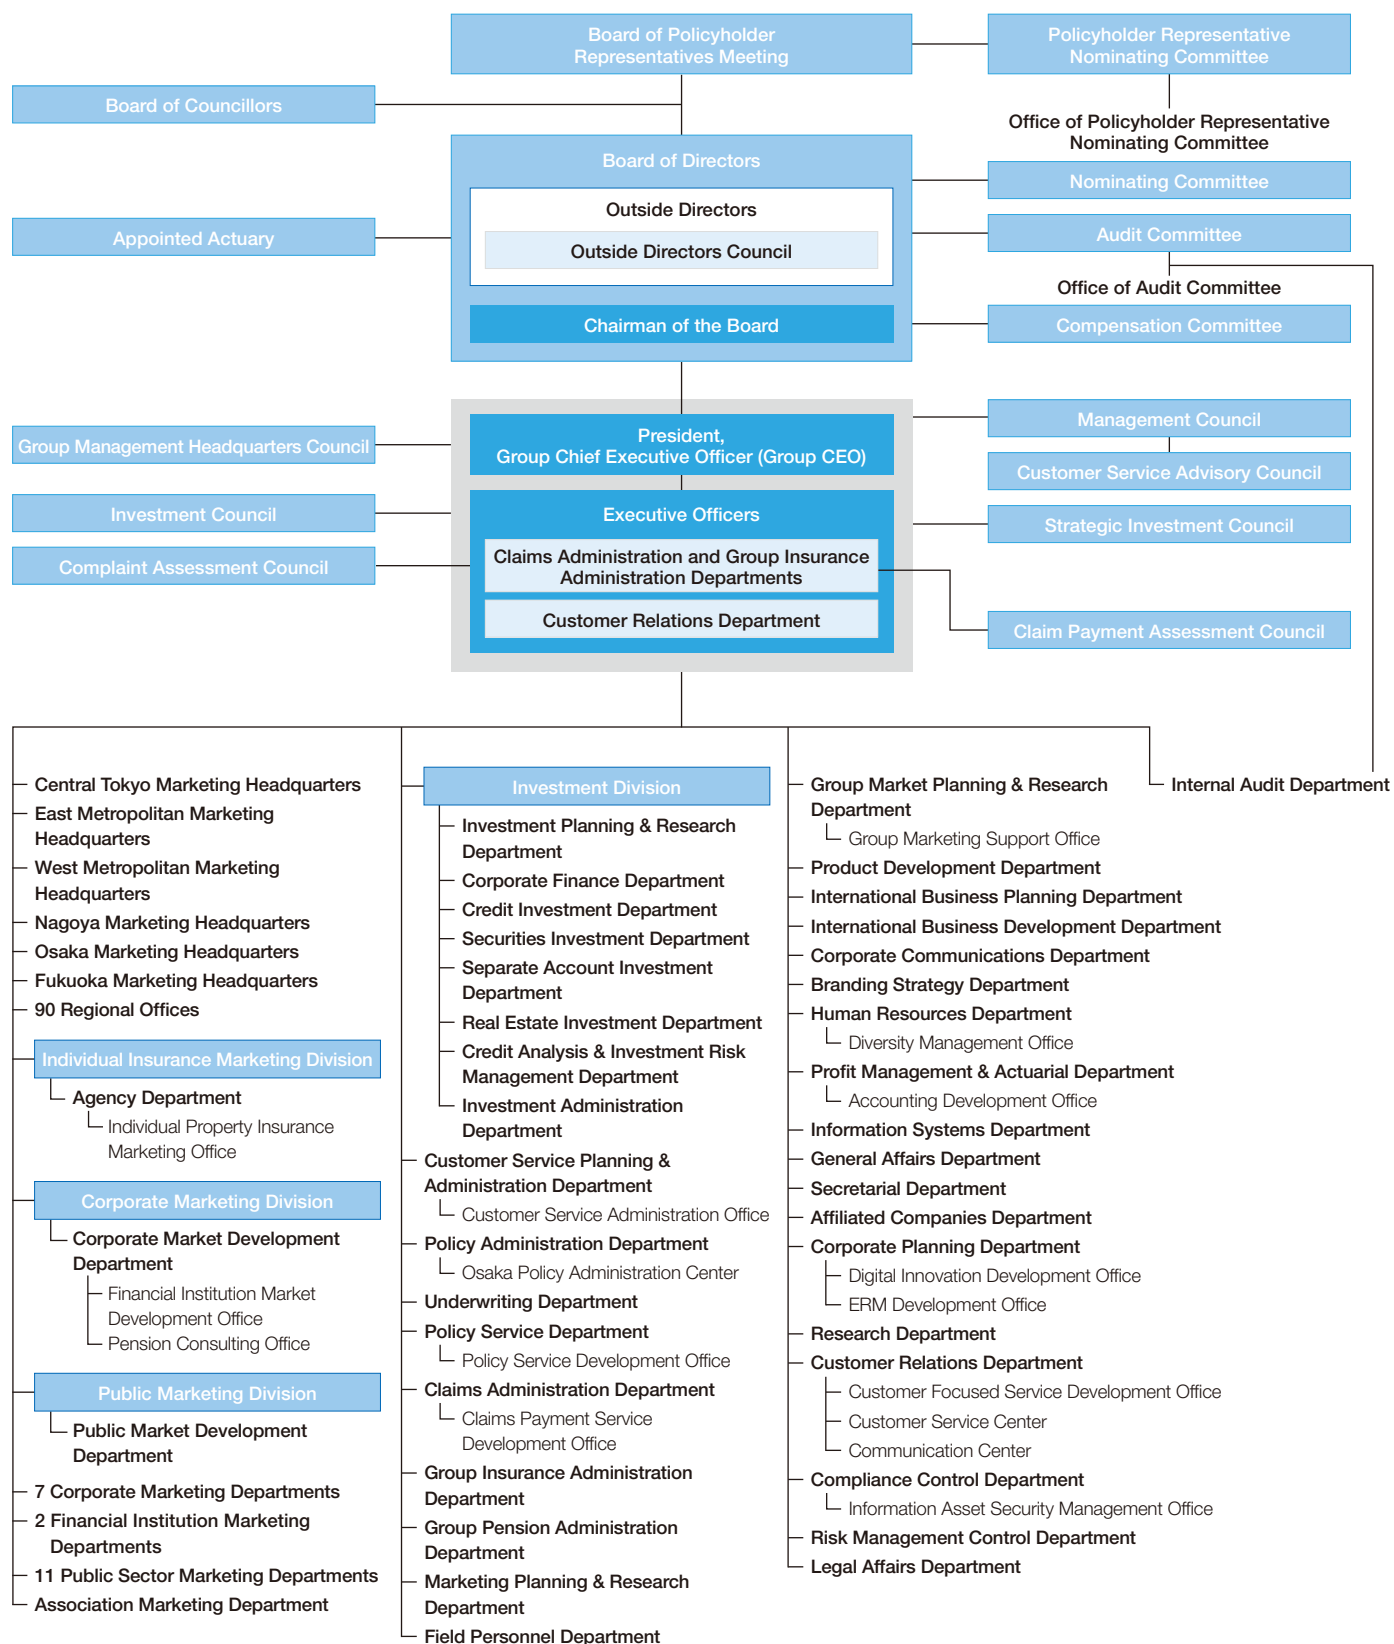 Board of Policyholder
Representatives Meeting
Policyholder Representative
Nominating Committee
Board of Councillors
Office of Policyholder Representative
Nominating Committee
Board of Directors
Nominating Committee
Outside Directors
Appointed Actuary
Outside Directors Council
Audit Committee
Office of Audit Committee
Chairman of the Board
Compensation Committee
Group Management Headquarters Council
President,
Group Chief Executive Officer (Group CEO)
Management Council
Customer Service Advisory Council
Investment Council
Executive Officers
Strategic Investment Council
Complaint Assessment Council
Claims Administration and Group Insurance
Administration Departments
Customer Relations Department
Claim Payment Assessment Council
Central Tokyo Marketing Headquarters
East Metropolitan Marketing
Headquarters
West Metropolitan Marketing
Headquarters
Nagoya Marketing Headquarters
Osaka Marketing Headquarters
Fukuoka Marketing Headquarters
90 Regional Offices
Individual Insurance Marketing Division
Agency Department
Individual Property Insurance
Marketing Office
Corporate Marketing Division
Corporate Market Development
Department
Financial Institution Market
Development Office
Pension Consulting Office
Public Marketing Division
Public Market Development
Department
7 Corporate Marketing Departments
2 Financial Institution Marketing
Departments
11 Public Sector Marketing Departments
Association Marketing Department
Investment Division
Investment Planning & Research
Department
Corporate Finance Department
Credit Investment Department
Securities Investment Department
Separate Account Investment
Department
Real Estate Investment Department
Credit Analysis & Investment Risk
Management Department
Investment Administration
Department
Customer Service Planning &
Administration Department
Customer Service Administration Office
Policy Administration Department
Osaka Policy Administration Center
Underwriting Department
Policy Service Department
Policy Service Development Office
Claims Administration Department
Claims Payment Service
Development Office
Group Insurance Administration
Department
Group Pension Administration
Department
Marketing Planning & Research
Department
Field Personnel Department
Group Market Planning & Research
Department
Group Marketing Support Office
Product Development Department
International Business Planning Department
International Business Development Department
Corporate Communications Department
Branding Strategy Department
Human Resources Department
Diversity Management Office
Profit Management & Actuarial Department
Accounting Development Office
Information Systems Department
General Affairs Department
Secretarial Department
Affiliated Companies Department
Corporate Planning Department
Digital Innovation Development Office
ERM Development Office
Research Department
Customer Relations Department
Customer Focused Service Development Office
Customer Service Center
Communication Center
Compliance Control Department
Information Asset Security Management Office
Risk Management Control Department
Legal Affairs Department
Internal Audit Department